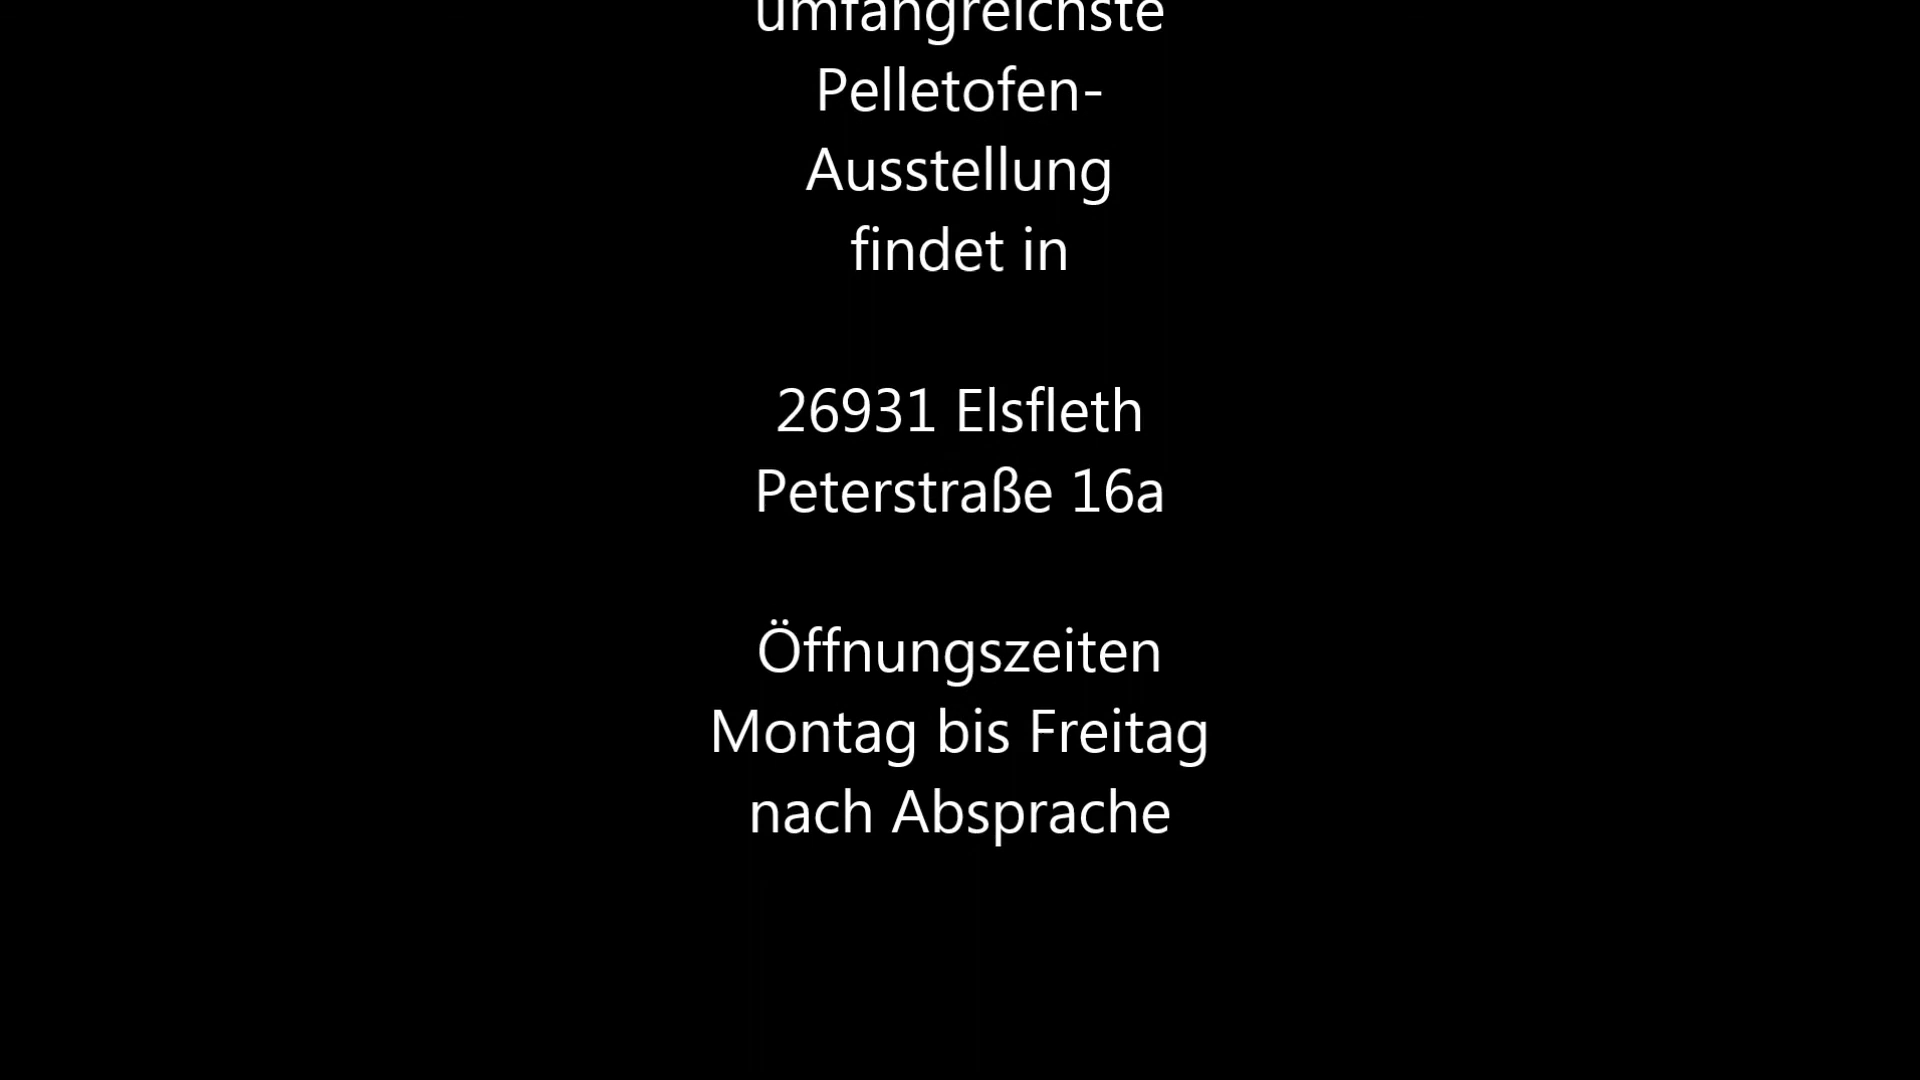 umfangreichste
Pelletofen-
Ausstellung
findet in
26931 Elsfleth
Peterstraße 16a
Öffnungszeiten
Montag bis Freitag
nach Absprache